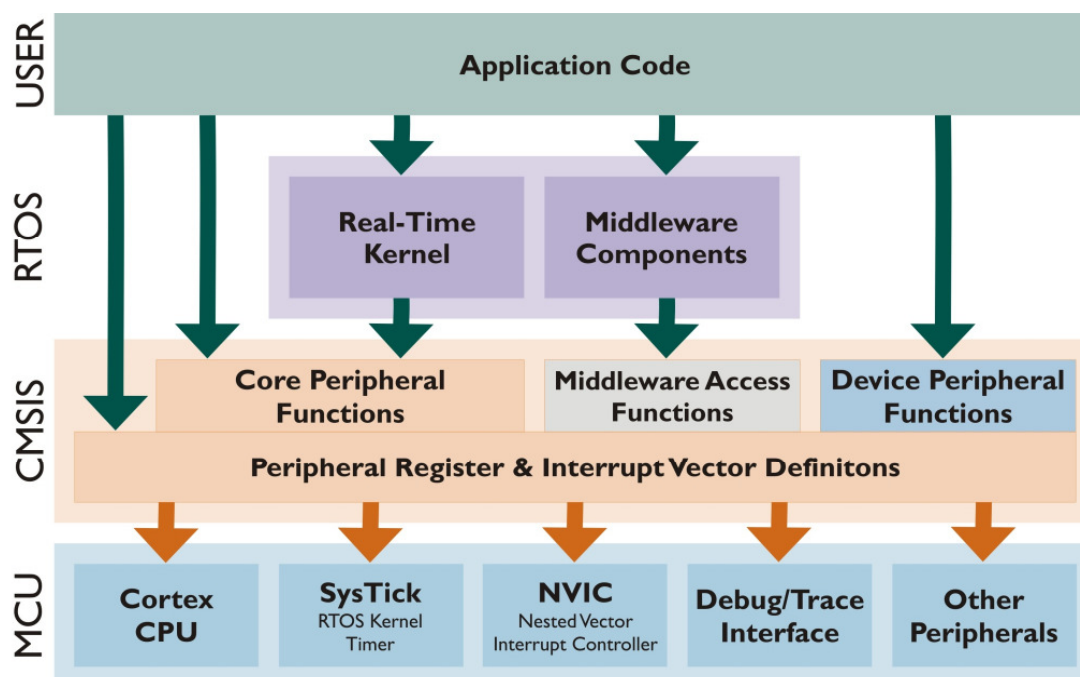 USER
Application Code
RTOS
Real-Time
Kernel
Middleware
Components
CMSIS
Core Peripheral
Functions
Middleware Access
Functions
Device Peripheral
Functions
Peripheral Register & Interrupt Vector Definitons
MCU
Cortex
CPU
SysTick
RTOS Kernel
Timer
NVIC
Nested Vector
Interrupt Controller
Debug/Trace
Interface
Other
Peripherals